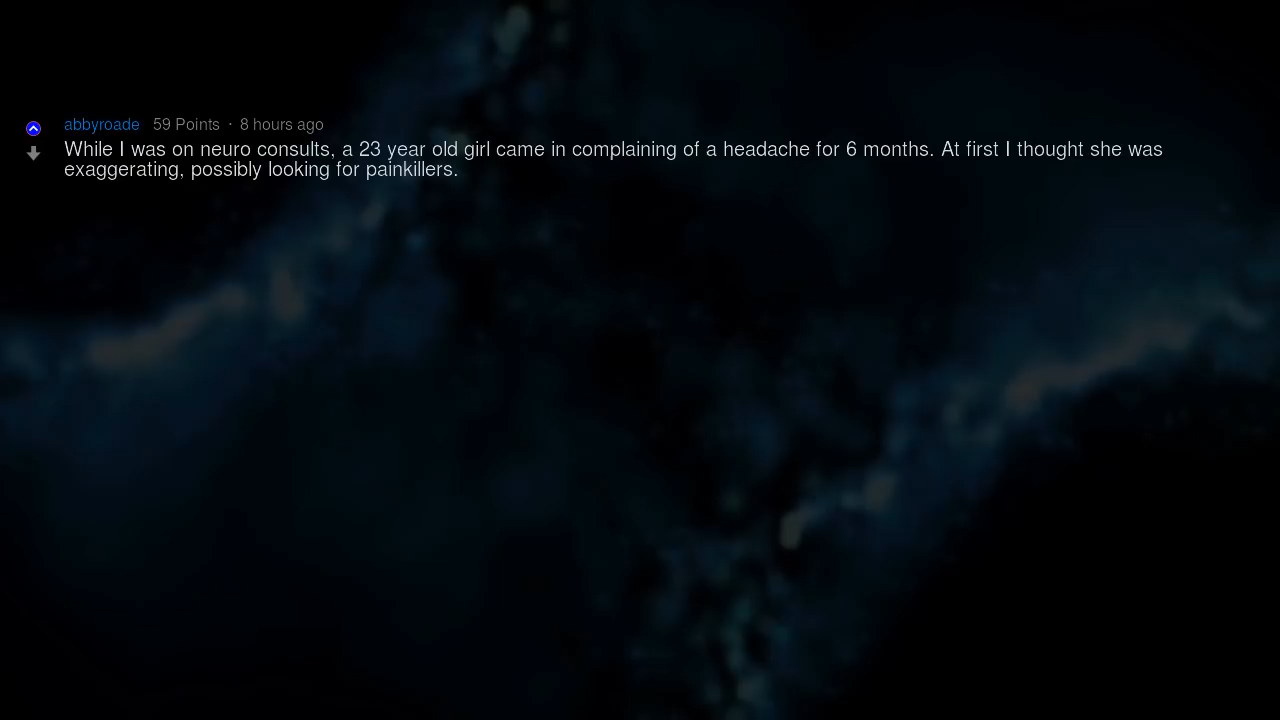 abbyroade 59 Points · 8 hours ago
While I was on neuro consults, a 23 year old girl came in complaining of a headache for 6 months. At first I thought she was
exaggerating, possibly looking for painkillers.